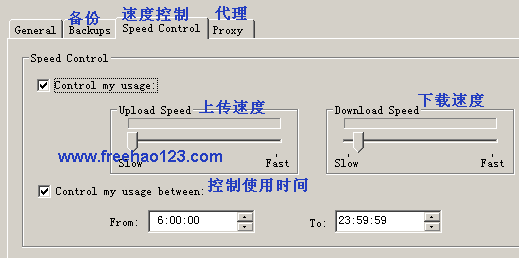 备份 速度控制 代理
General Backups Speed Control Proxy
Speed Control
Control my usage:
Upload Speed 上传速度 Download Speed 下载速度
www.freehao123.com
Slow Fast Slow Fast
Control my usage between: 控制使用时间
From: 6:00:00 To: 23:59:59